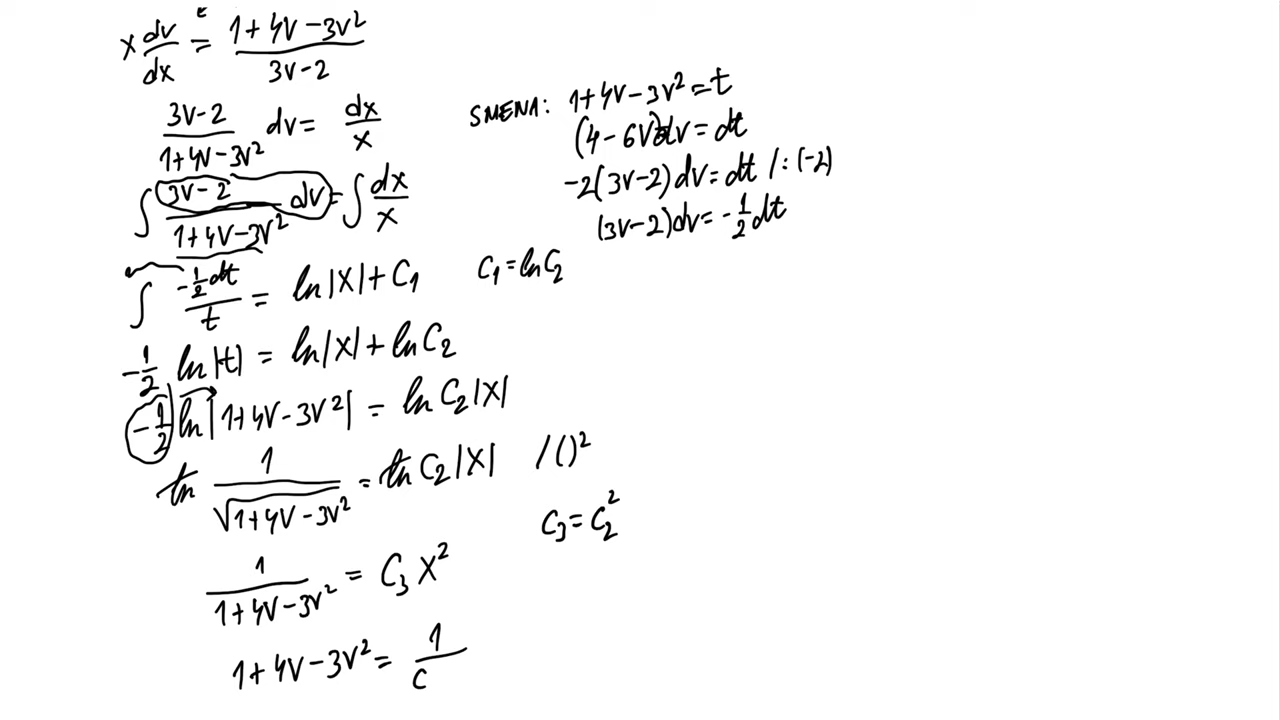 x dv/dx = (1+4v-3v²)/(3v-2)
(3v-2)/(1+4v-3v²) dv = dx/x
∫ (3v-2)/(1+4v-3v²) dv = ∫ dx/x
∫ (-1/2 dt)/t = ln|x| + C₁
-1/2 ln|t| = ln|x| + ln C₂
-1/2 ln|1+4v-3v²| = ln C₂|x|
ln 1/√(1+4v-3v²) = ln C₂|x| /()²
1/(1+4v-3v²) = C₃ x²
1+4v-3v² = 1/C
SMENA: 1+4v-3v² = t
(4-6v)dv = dt
-2(3v-2)dv = dt /:(-2)
(3v-2)dv = -1/2 dt
C₁ = ln C₂
C₃ = C₂²